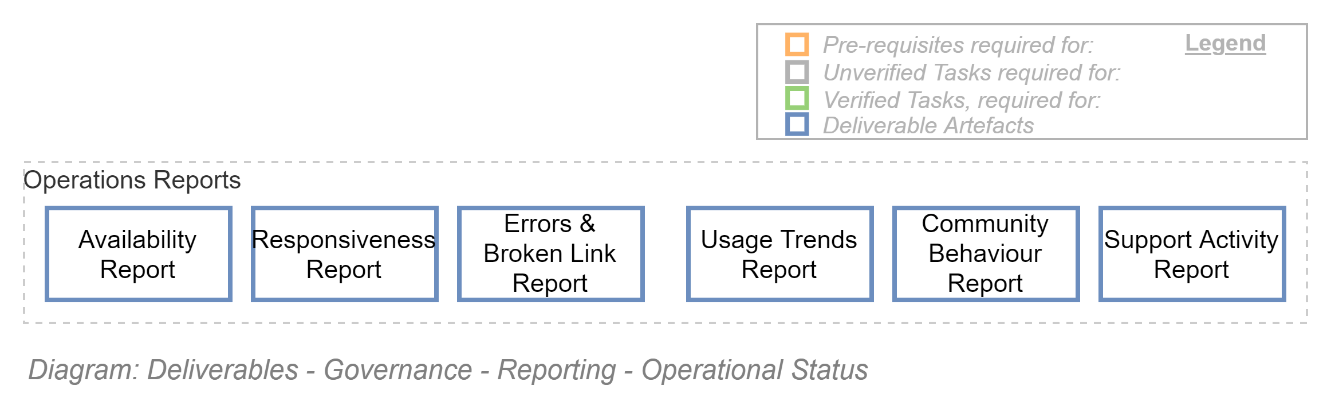 Legend
Pre-requisites required for:
Unverified Tasks required for:
Verified Tasks, required for:
Deliverable Artefacts
Operations Reports
Availability
Report
Responsiveness
Report
Errors &
Broken Link
Report
Usage Trends
Report
Community
Behaviour
Report
Support Activity
Report
Diagram: Deliverables - Governance - Reporting - Operational Status